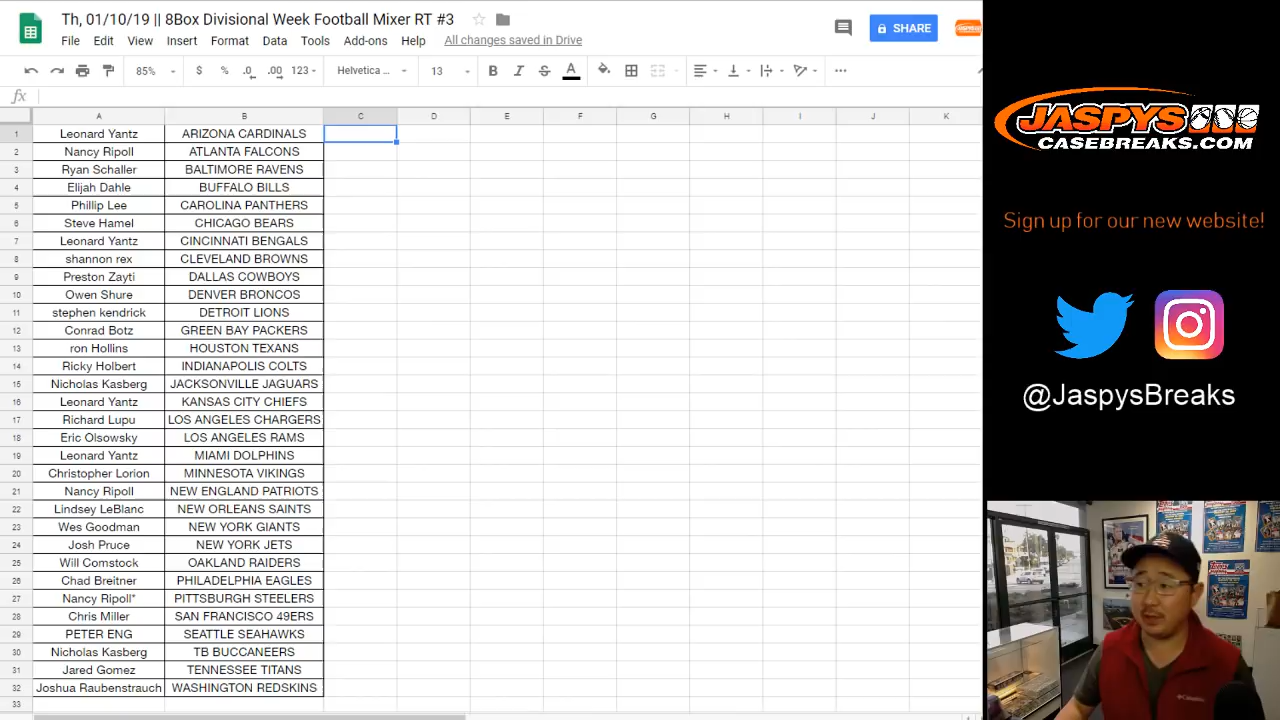 Th, 01/10/19 || 8Box Divisional Week Football Mixer RT #3
File Edit View Insert Format Data Tools Add-ons Help All changes saved in Drive
SHARE
85% $ % .0 .00 123 Helvetica ... 13 B I S A
fx
A B C D E F G H I J K
1 Leonard Yantz ARIZONA CARDINALS
2 Nancy Ripoll ATLANTA FALCONS
3 Ryan Schaller BALTIMORE RAVENS
4 Elijah Dahle BUFFALO BILLS
5 Phillip Lee CAROLINA PANTHERS
6 Steve Hamel CHICAGO BEARS
7 Leonard Yantz CINCINNATI BENGALS
8 shannon rex CLEVELAND BROWNS
9 Preston Zayti DALLAS COWBOYS
10 Owen Shure DENVER BRONCOS
11 stephen kendrick DETROIT LIONS
12 Conrad Botz GREEN BAY PACKERS
13 ron Hollins HOUSTON TEXANS
14 Ricky Holbert INDIANAPOLIS COLTS
15 Nicholas Kasberg JACKSONVILLE JAGUARS
16 Leonard Yantz KANSAS CITY CHIEFS
17 Richard Lupu LOS ANGELES CHARGERS
18 Eric Olsowsky LOS ANGELES RAMS
19 Leonard Yantz MIAMI DOLPHINS
20 Christopher Lorion MINNESOTA VIKINGS
21 Nancy Ripoll NEW ENGLAND PATRIOTS
22 Lindsey LeBlanc NEW ORLEANS SAINTS
23 Wes Goodman NEW YORK GIANTS
24 Josh Pruce NEW YORK JETS
25 Will Comstock OAKLAND RAIDERS
26 Chad Breitner PHILADELPHIA EAGLES
27 Nancy Ripoll* PITTSBURGH STEELERS
28 Chris Miller SAN FRANCISCO 49ERS
29 PETER ENG SEATTLE SEAHAWKS
30 Nicholas Kasberg TB BUCCANEERS
31 Jared Gomez TENNESSEE TITANS
32 Joshua Raubenstrauch WASHINGTON REDSKINS
33
JASPYS
CASEBREAKS.COM
Sign up for our new website!
@JaspysBreaks